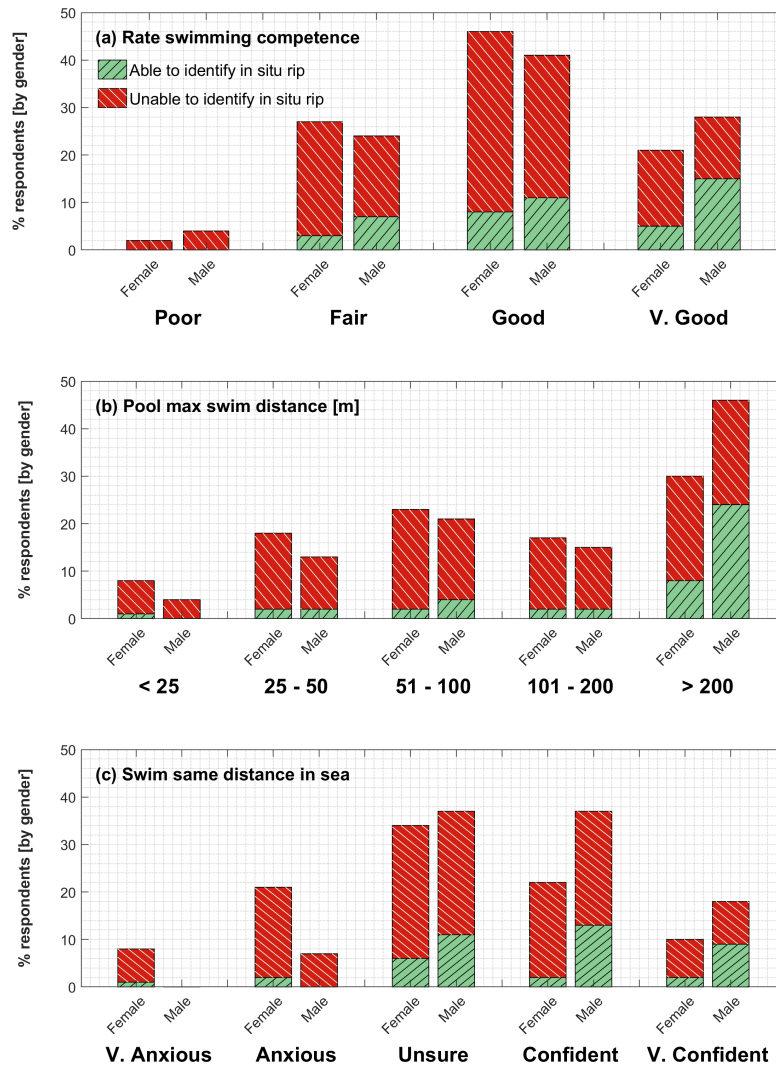 (a) Rate swimming competence
Able to identify in situ rip
Unable to identify in situ rip
% respondents [by gender]
50
40
30
20
10
0
Female Male Female Male Female Male Female Male
Poor Fair Good V. Good
(b) Pool max swim distance [m]
% respondents [by gender]
50
40
30
20
10
0
Female Male Female Male Female Male Female Male Female Male
< 25 25 - 50 51 - 100 101 - 200 > 200
(c) Swim same distance in sea
% respondents [by gender]
50
40
30
20
10
0
Female Male Female Male Female Male Female Male Female Male
V. Anxious Anxious Unsure Confident V. Confident